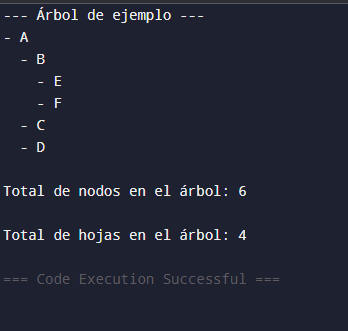 --- Árbol de ejemplo ---
- A
  - B
    - E
    - F
  - C
  - D
Total de nodos en el árbol: 6
Total de hojas en el árbol: 4
=== Code Execution Successful ===